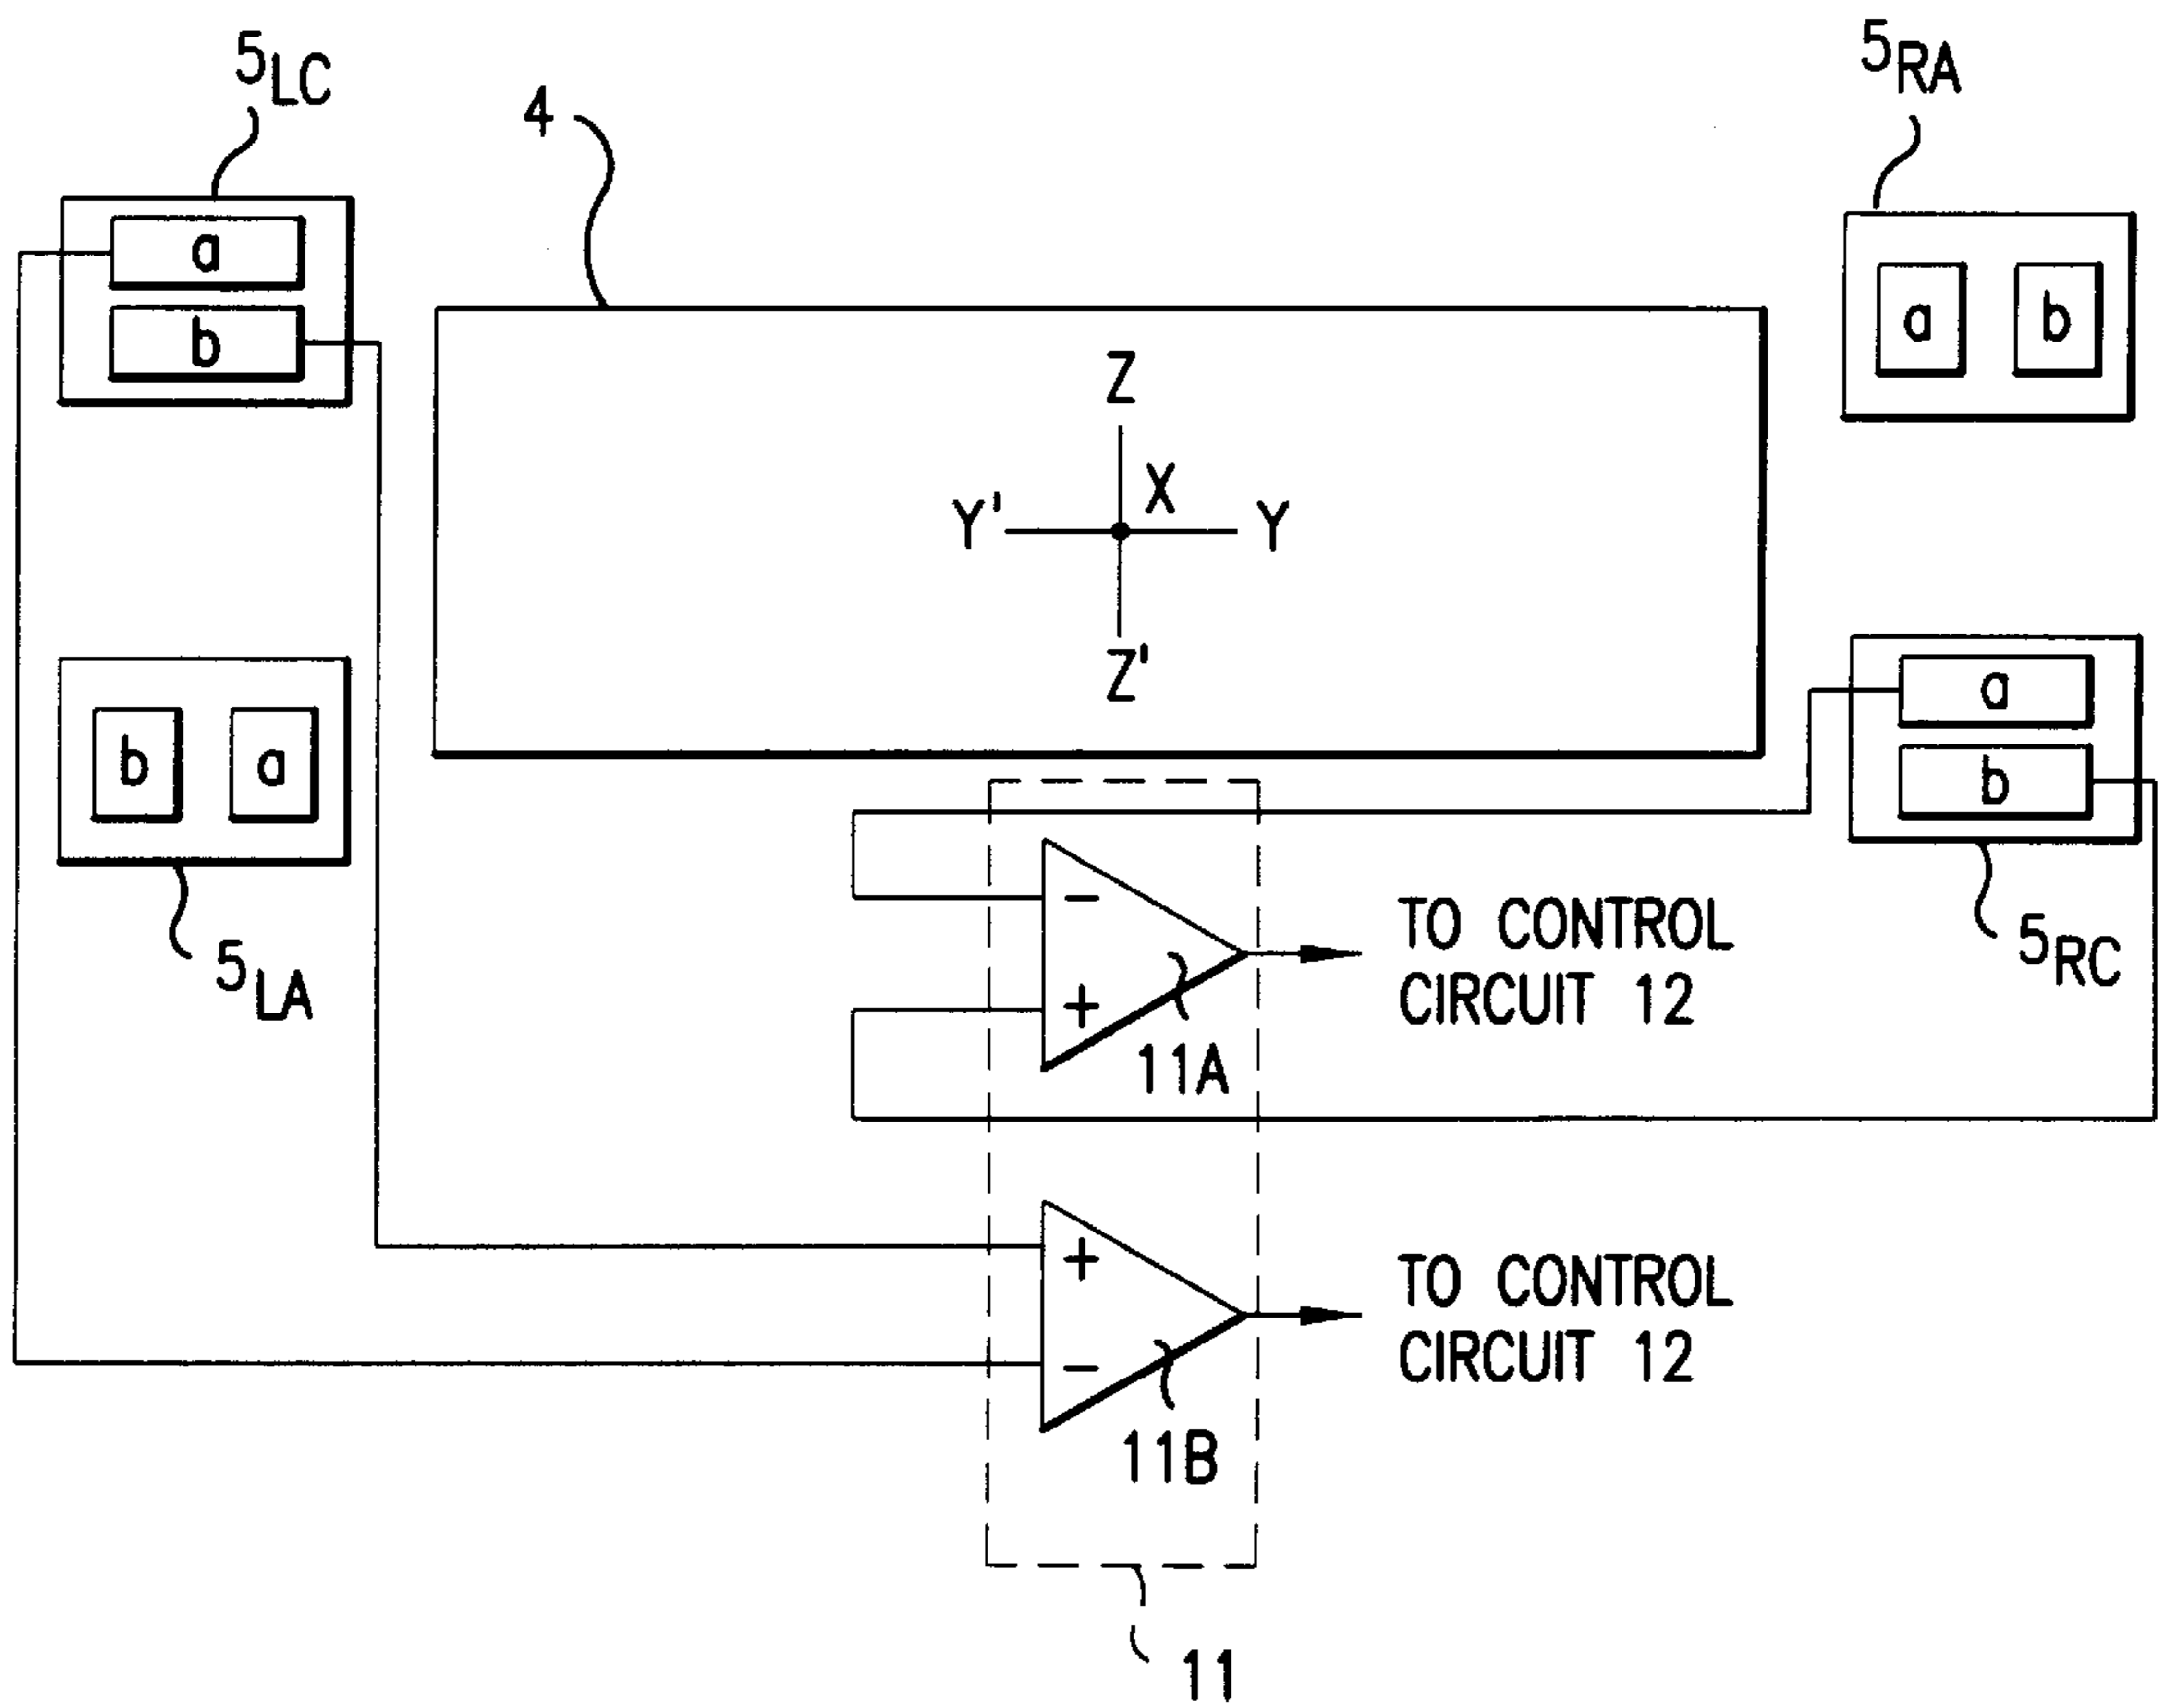 5LC
5RA
4
a
b
a
b
Z
X
Y'
Y
Z'
a
b
b
a
5LA
5RC
−
+
11A
TO CONTROL
CIRCUIT 12
+
−
11B
TO CONTROL
CIRCUIT 12
11